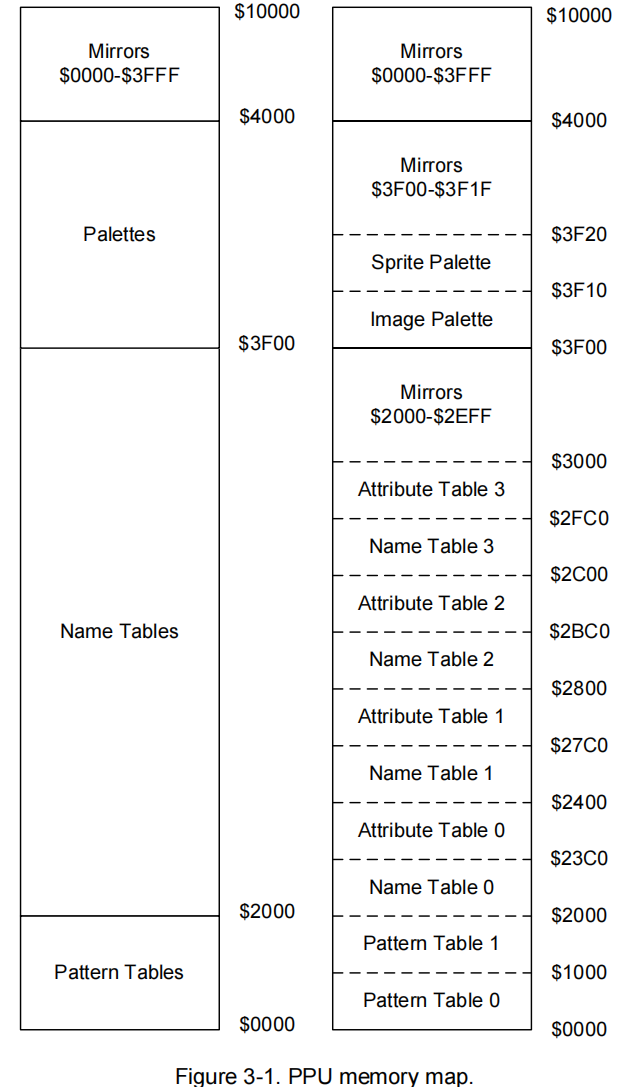 $10000
Mirrors
$0000-$3FFF
$4000
Palettes
$3F00
Name Tables
$2000
Pattern Tables
$0000
$10000
Mirrors
$0000-$3FFF
$4000
Mirrors
$3F00-$3F1F
$3F20
Sprite Palette
$3F10
Image Palette
$3F00
Mirrors
$2000-$2EFF
$3000
Attribute Table 3
$2FC0
Name Table 3
$2C00
Attribute Table 2
$2BC0
Name Table 2
$2800
Attribute Table 1
$27C0
Name Table 1
$2400
Attribute Table 0
$23C0
Name Table 0
$2000
Pattern Table 1
$1000
Pattern Table 0
$0000
Figure 3-1. PPU memory map.